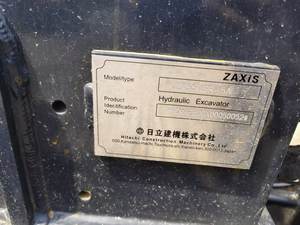 ZAXIS
Model/type
Product Hydraulic Excavator
Identification
Number
日立建機株式会社
Hitachi Construction Machinery Co., Ltd.